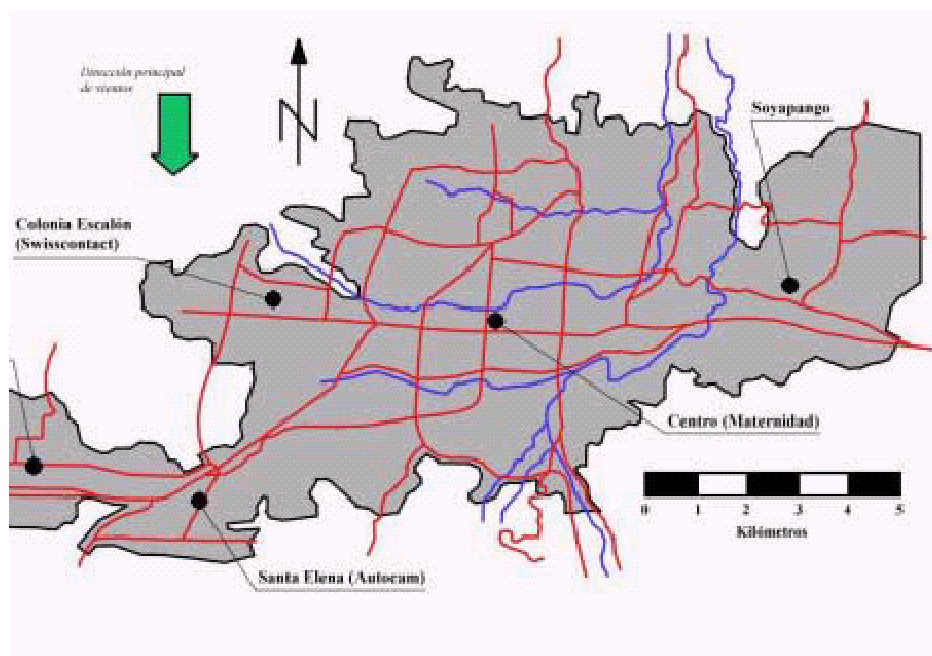 Dirección principal
de vientos
N
Soyapango
Colonia Escalón
(Swisscontact)
Centro (Maternidad)
0 1 2 3 4 5
Kilómetros
Santa Elena (Autocam)